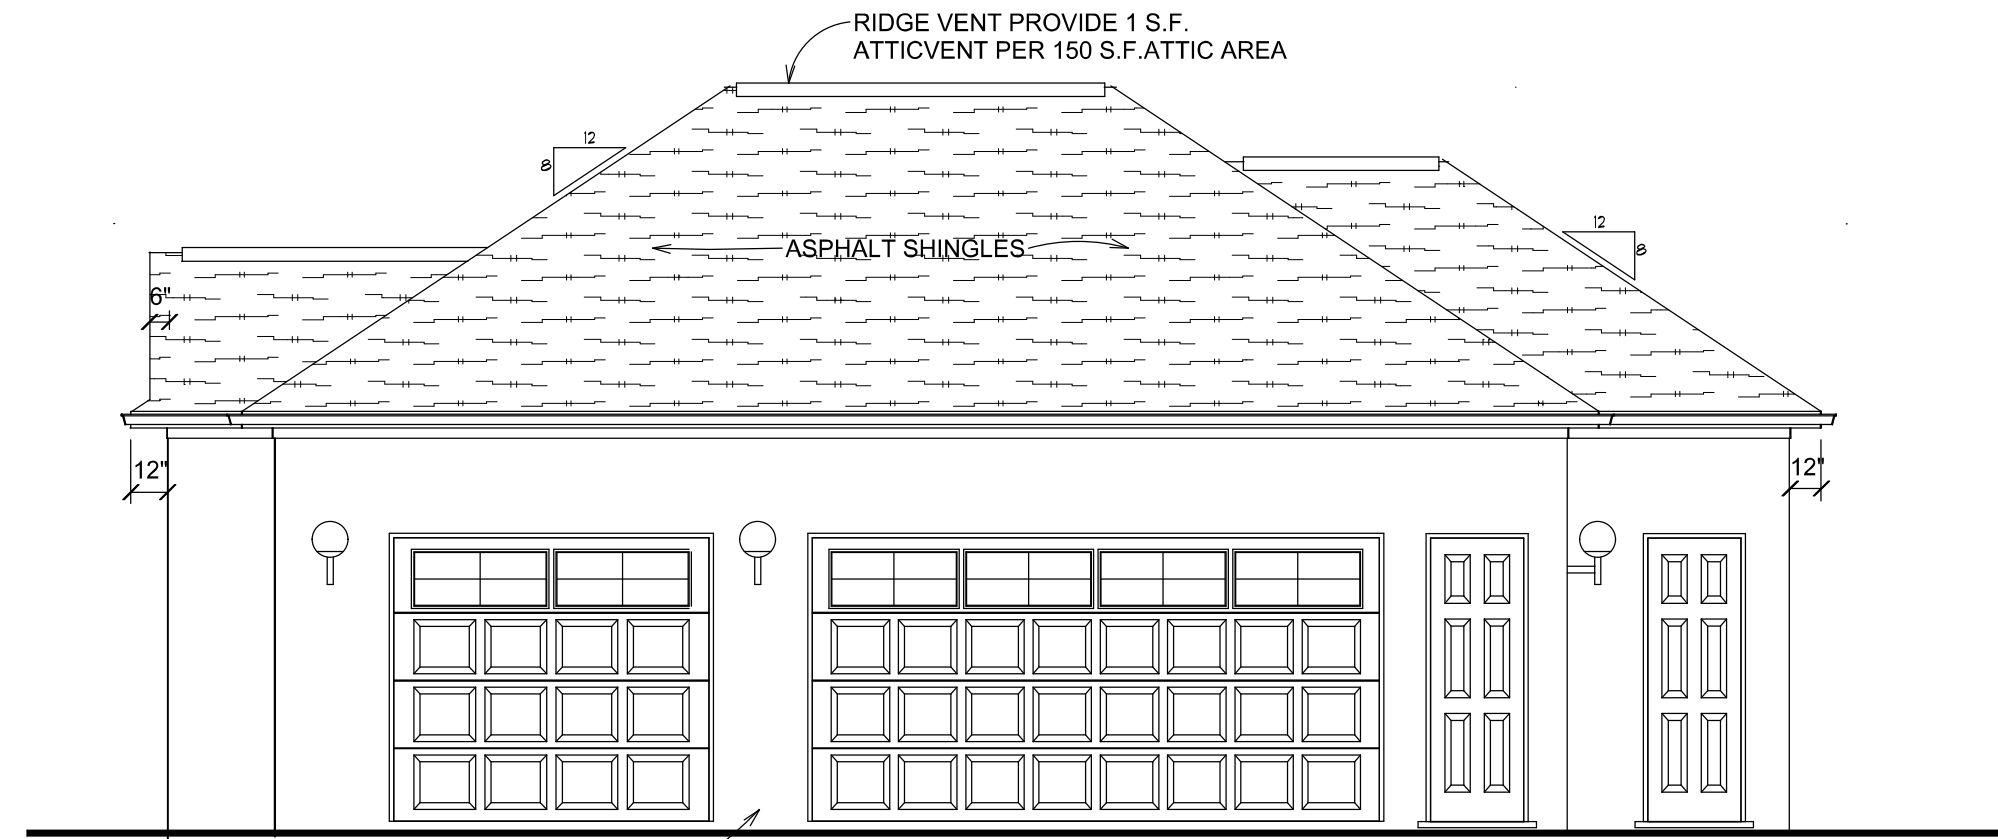 RIDGE VENT PROVIDE 1 S.F.
ATTICVENT PER 150 S.F.ATTIC AREA
12
8
12
8
ASPHALT SHINGLES
6"
12"
12"